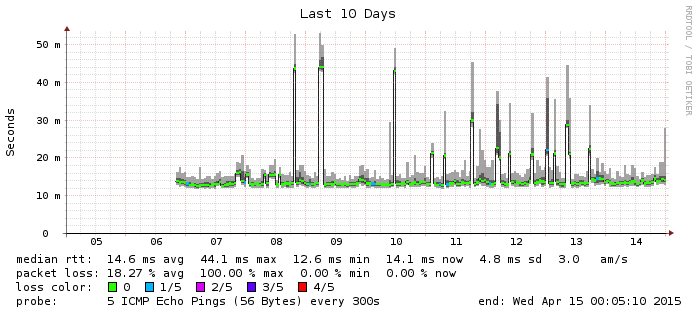 Last 10 Days
RRDTOOL / TOBI OETIKER
Seconds
50 m
40 m
30 m
20 m
10 m
0
05 06 07 08 09 10 11 12 13 14
median rtt: 14.6 ms avg 44.1 ms max 12.6 ms min 14.1 ms now 4.8 ms sd 3.0 am/s
packet loss: 18.27 % avg 100.00 % max 0.00 % min 0.00 % now
loss color: 0 1/5 2/5 3/5 4/5
probe: 5 ICMP Echo Pings (56 Bytes) every 300s end: Wed Apr 15 00:05:10 2015